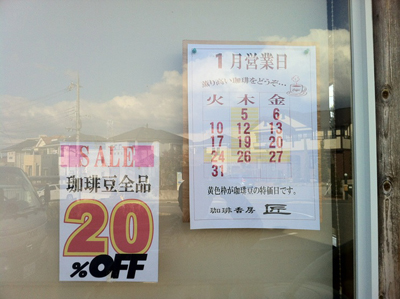 SALE
珈琲豆全品
20
%OFF
1月営業日
火 木 金
5 6
10 12 13
17 19 20
24 26 27
31
黄色枠が珈琲豆の特価日です。
珈琲香房 匠